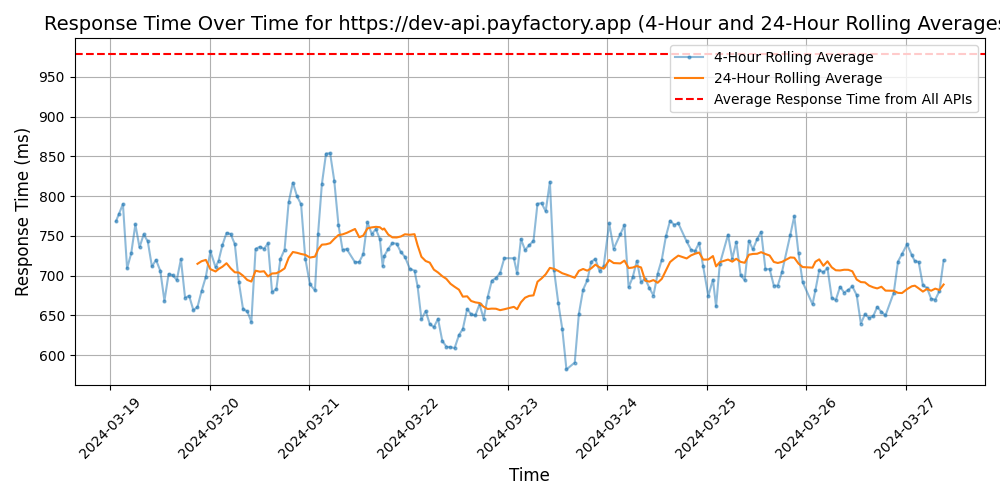 Response Time Over Time for https://dev-api.payfactory.app (4-Hour and 24-Hour Rolling Averages
4-Hour Rolling Average
24-Hour Rolling Average
Average Response Time from All APIs
Response Time (ms)
950
900
850
800
750
700
650
600
2024-03-19
2024-03-20
2024-03-21
2024-03-22
2024-03-23
2024-03-24
2024-03-25
2024-03-26
2024-03-27
Time